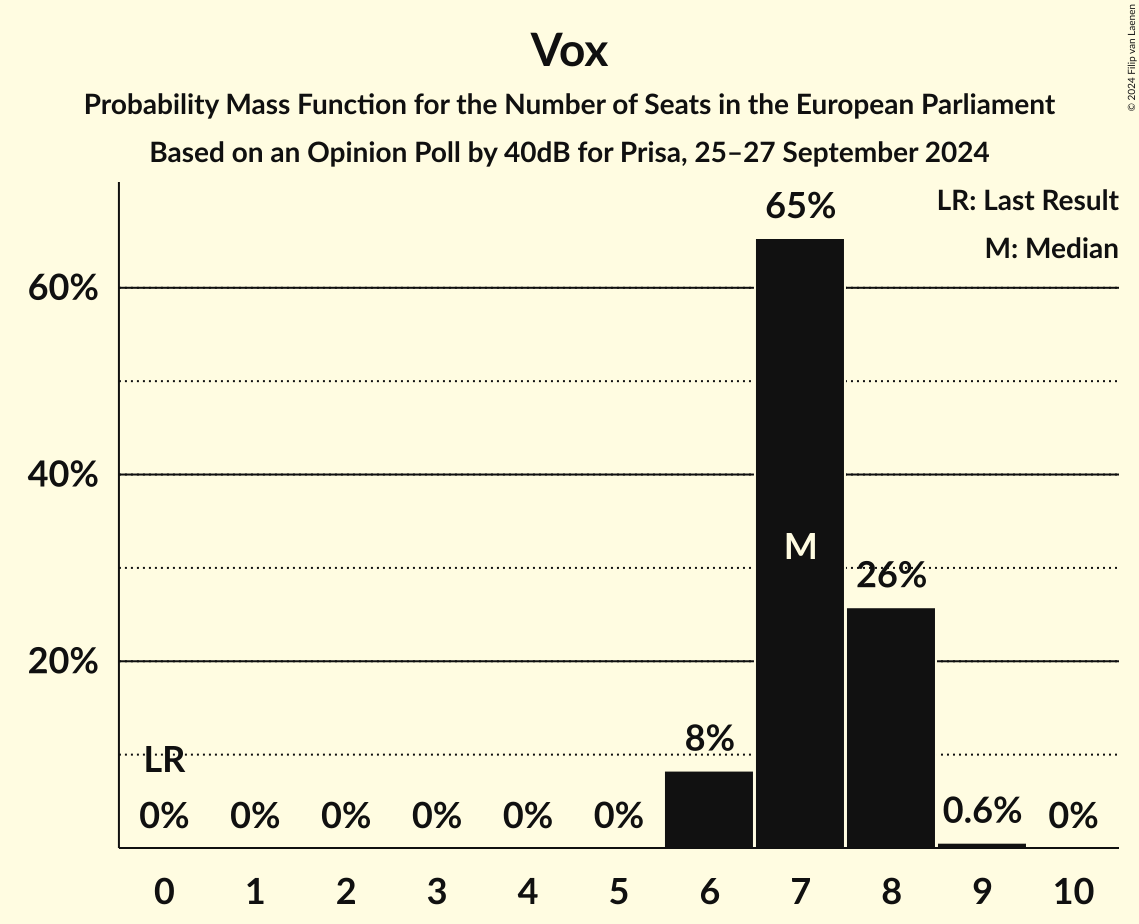 Vox
Probability Mass Function for the Number of Seats in the European Parliament
Based on an Opinion Poll by 40dB for Prisa, 25–27 September 2024
© 2024 Filip van Laenen
LR: Last Result
M: Median
60%
40%
20%
LR
0%
0%
0%
0%
0%
0%
8%
65%
M
26%
0.6%
0%
0 1 2 3 4 5 6 7 8 9 10